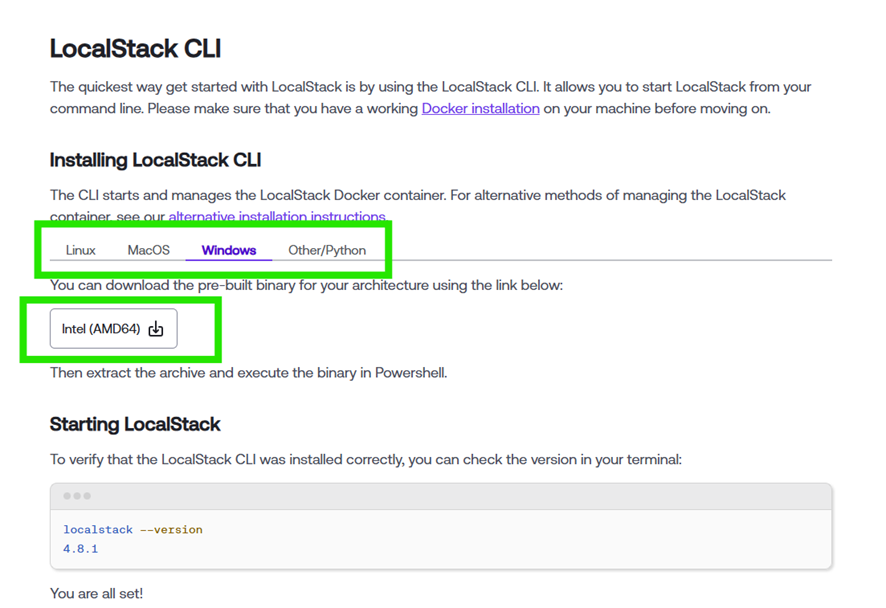 LocalStack CLI
The quickest way get started with LocalStack is by using the LocalStack CLI. It allows you to start LocalStack from your
command line. Please make sure that you have a working Docker installation on your machine before moving on.
Installing LocalStack CLI
The CLI starts and manages the LocalStack Docker container. For alternative methods of managing the LocalStack
container, see our alternative installation instructions.
Linux MacOS Windows Other/Python
You can download the pre-built binary for your architecture using the link below:
Intel (AMD64)
Then extract the archive and execute the binary in Powershell.
Starting LocalStack
To verify that the LocalStack CLI was installed correctly, you can check the version in your terminal:
localstack --version
4.8.1
You are all set!